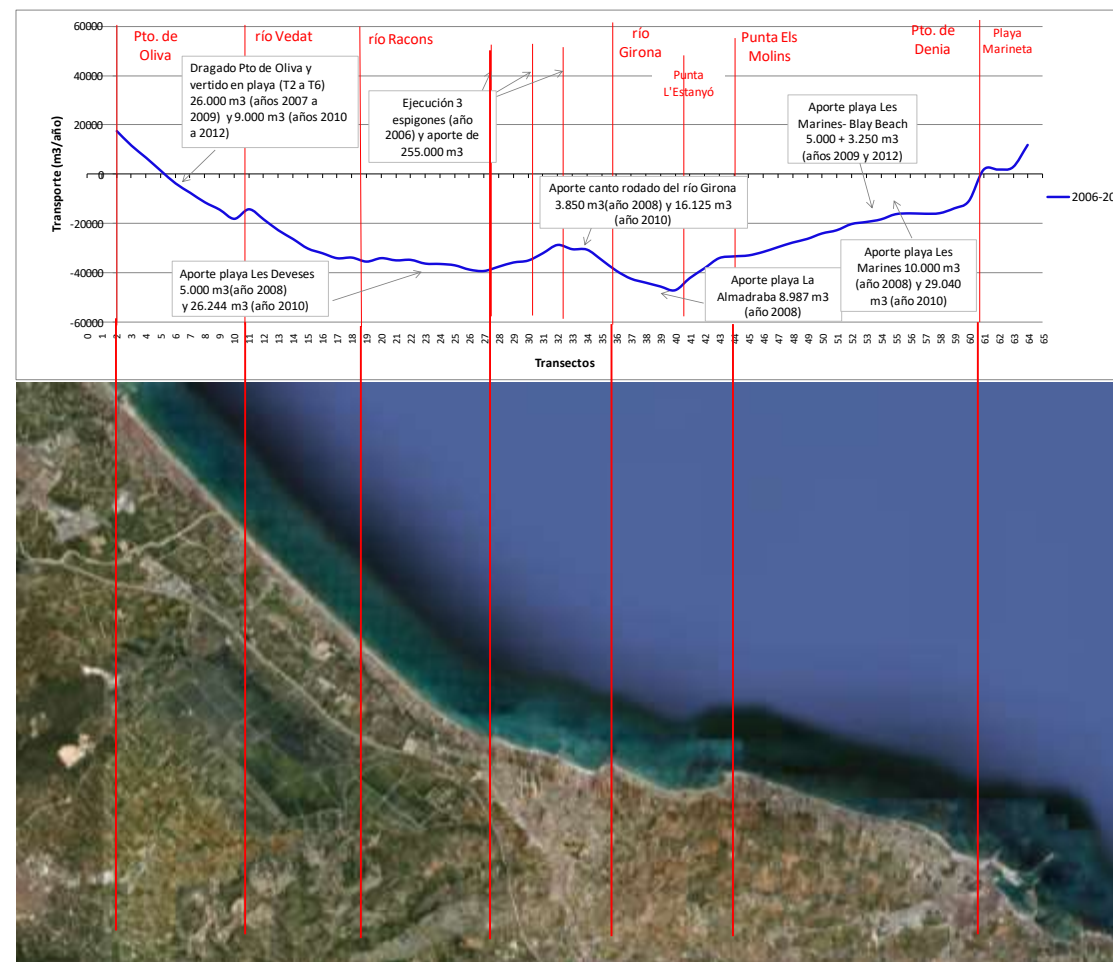 60000
40000
20000
0
-20000
-40000
-60000
Transporte (m3/año)
Pto. de
Oliva
río Vedat
río Racons
río
Girona
Punta
L'Estanyó
Punta Els
Molins
Pto. de
Denia
Playa
Marineta
Dragado Pto de Oliva y
vertido en playa (T2 a T6)
26.000 m3 (años 2007 a
2009) y 9.000 m3 (años 2010
a 2012)
Ejecución 3
espigones (año
2006) y aporte de
255.000 m3
Aporte canto rodado del río Girona
3.850 m3(año 2008) y 16.125 m3
(año 2010)
Aporte playa Les
Marines- Blay Beach
5.000 + 3.250 m3
(años 2009 y 2012)
Aporte playa Les Deveses
5.000 m3(año 2008)
y 26.244 m3 (año 2010)
Aporte playa La
Almadraba 8.987 m3
(año 2008)
Aporte playa Les
Marines 10.000 m3
(año 2008) y 29.040
m3 (año 2010)
2006-20
0 1 2 3 4 5 6 7 8 9 10 11 12 13 14 15 16 17 18 19 20 21 22 23 24 25 26 27 28 29 30 31 32 33 34 35 36 37 38 39 40 41 42 43 44 45 46 47 48 49 50 51 52 53 54 55 56 57 58 59 60 61 62 63 64 65
Transectos